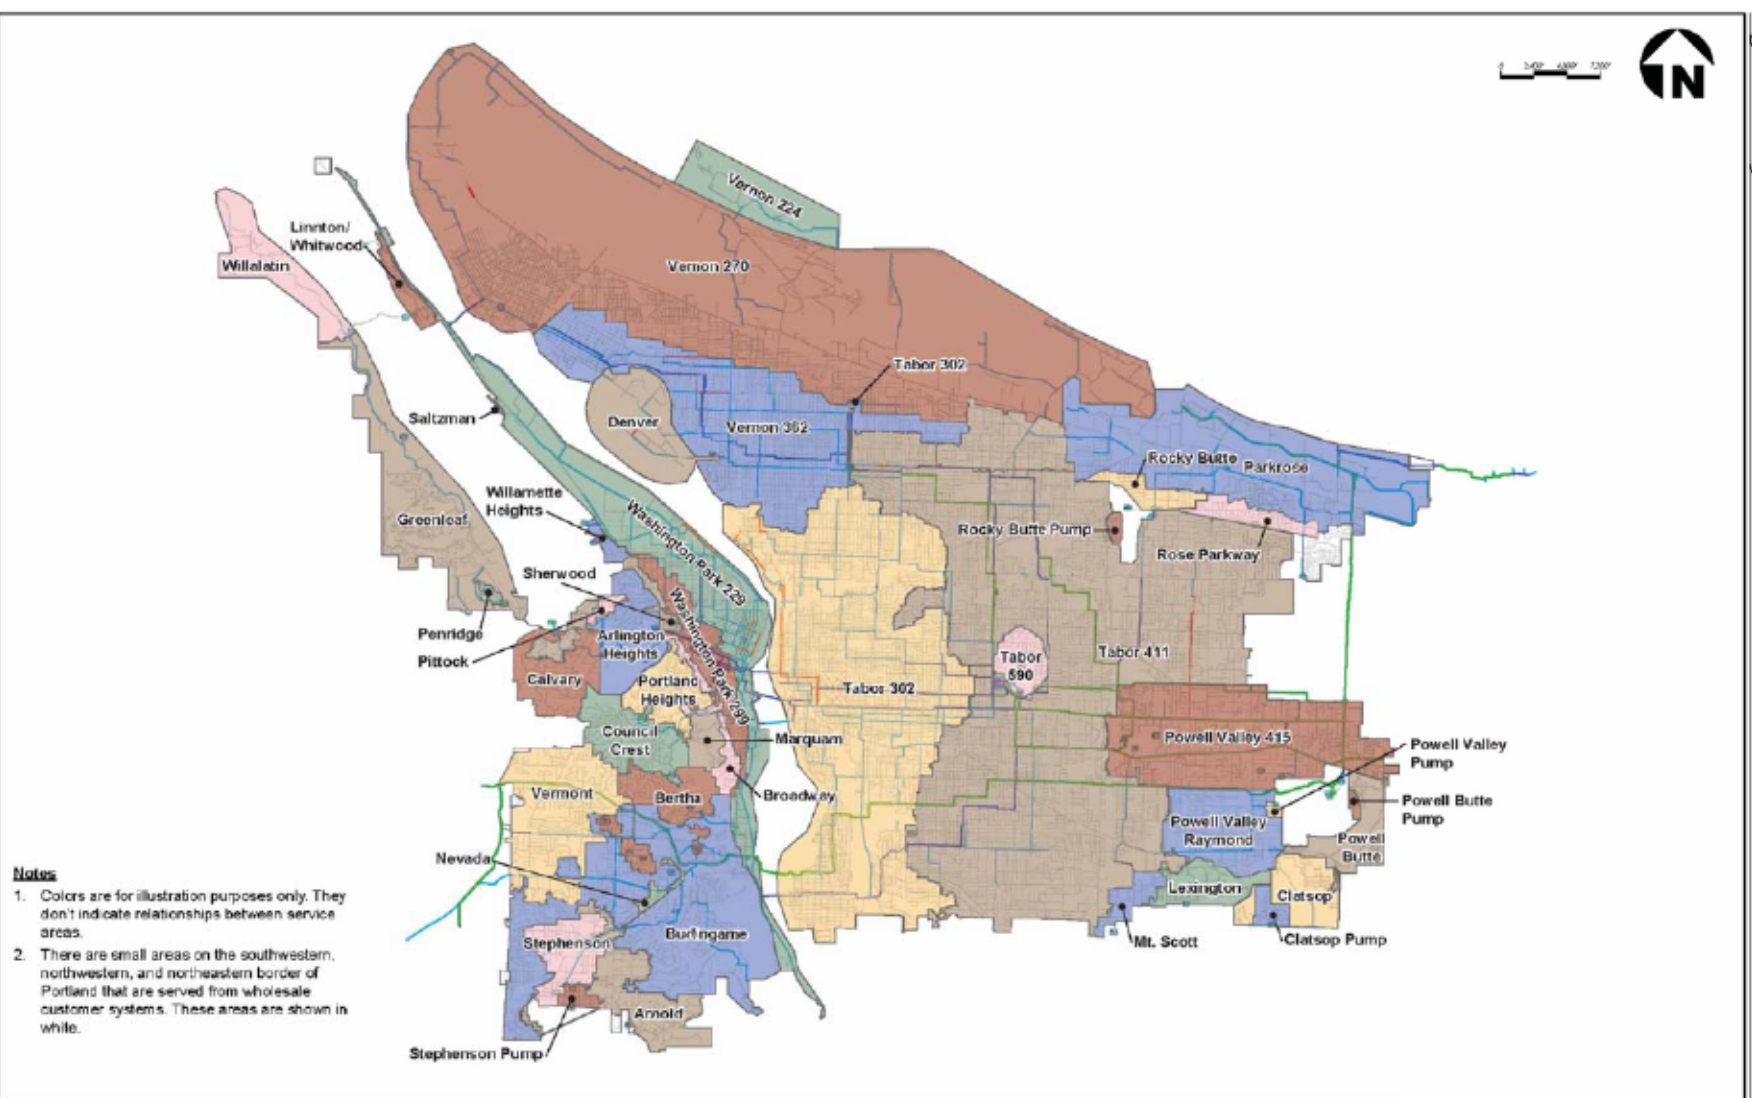 0 2400' 4800' 7200'
N
Vernon 224
Linnton/
Whitwood
Willalatin
Vernon 270
Tabor 302
Saltzman
Denver
Vernon 362
Rocky Butte
Parkrose
Willamette
Heights
Greenleaf
Washington Park 229
Rocky Butte Pump
Rose Parkway
Sherwood
Washington Park 299
Penridge
Pittock
Arlington
Heights
Tabor 411
Tabor
590
Calvary
Portland
Heights
Tabor 302
Council
Crest
Marquam
Powell Valley 415
Powell Valley
Pump
Vermont
Bertha
Broadway
Powell Butte
Pump
Powell Valley
Raymond
Powell
Butte
Nevada
Lexington
Clatsop
Stephenson
Burlingame
Mt. Scott
Clatsop Pump
Arnold
Stephenson Pump
Notes
1. Colors are for illustration purposes only. They
don't indicate relationships between service
areas.
2. There are small areas on the southwestern,
northwestern, and northeastern border of
Portland that are served from wholesale
customer systems. These areas are shown in
while.